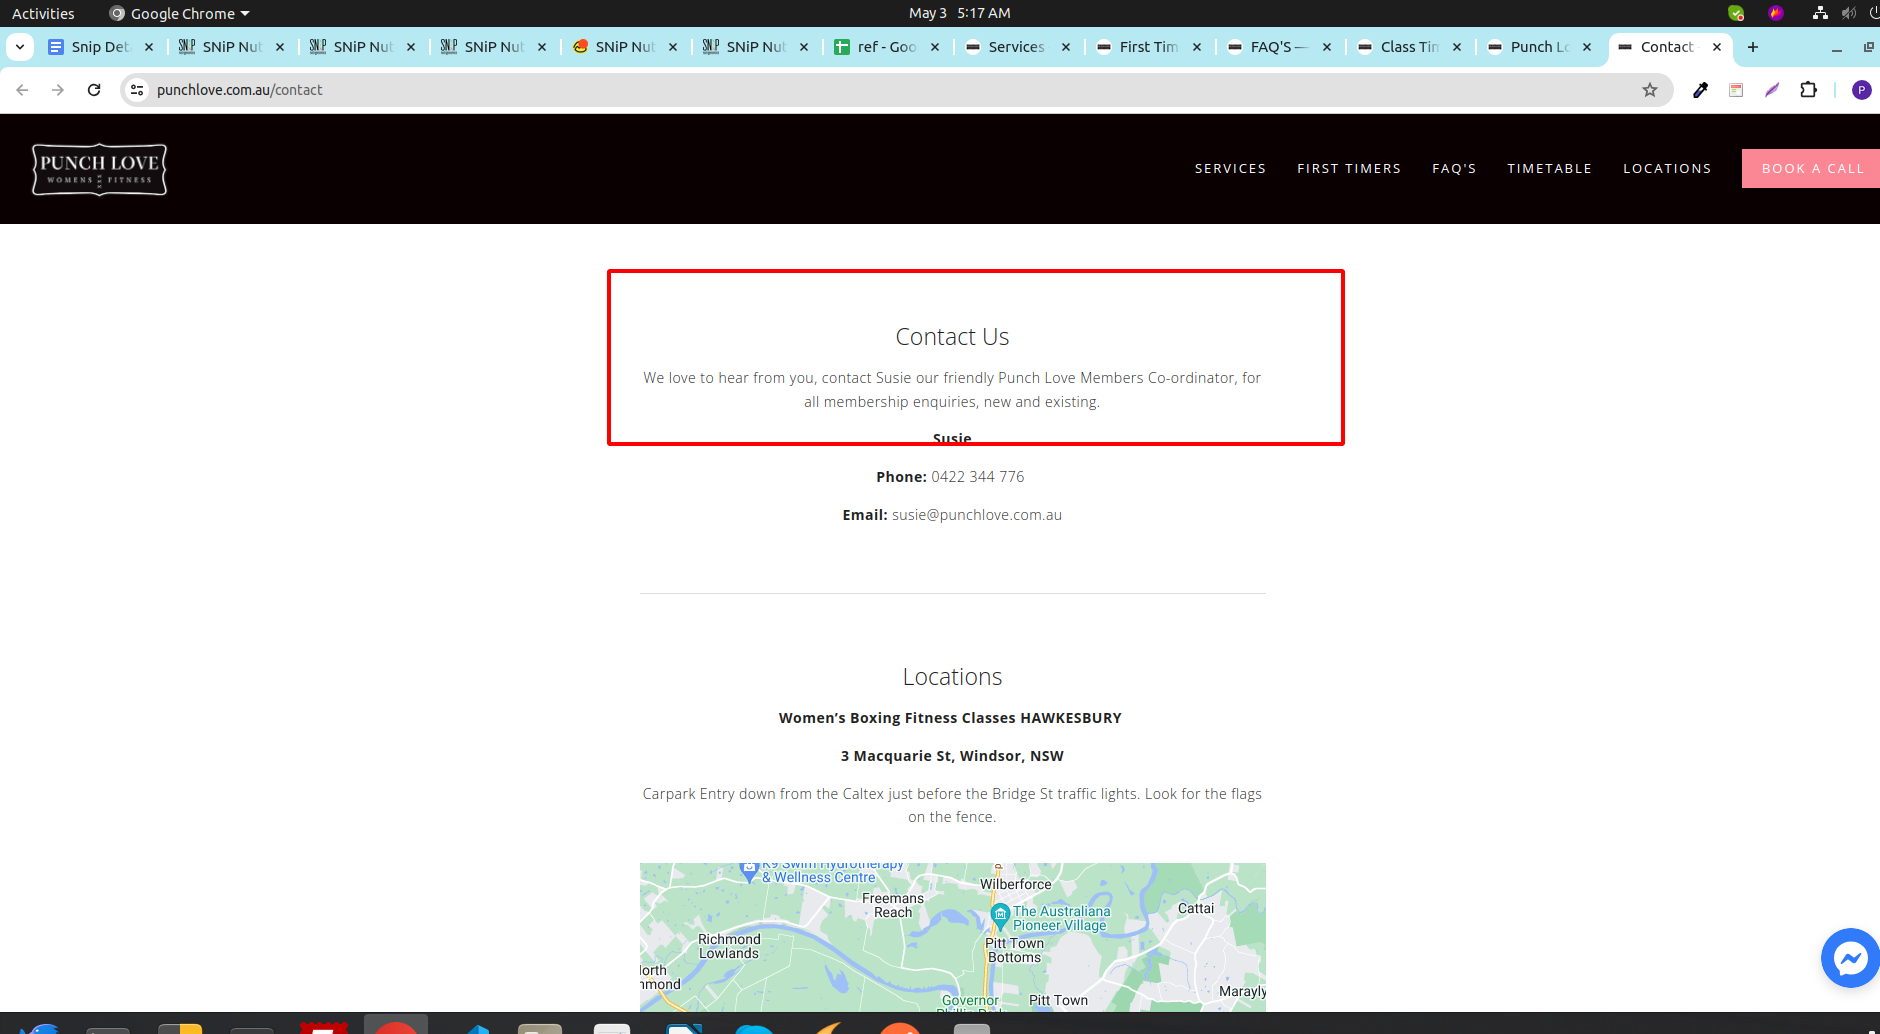 Activities
Google Chrome
May 3 5:17 AM
Snip Det
SNiP Nut
SNiP Nut
SNiP Nut
SNiP Nut
SNiP Nut
ref - Goo
Services
First Tim
FAQ'S —
Class Tim
Punch Lo
Contact
punchlove.com.au/contact
P
PUNCH LOVE
WOMENS FITNESS
SERVICES
FIRST TIMERS
FAQ'S
TIMETABLE
LOCATIONS
BOOK A CALL
Contact Us
We love to hear from you, contact Susie our friendly Punch Love Members Co-ordinator, for
all membership enquiries, new and existing.
Susie
Phone: 0422 344 776
Email: susie@punchlove.com.au
Locations
Women’s Boxing Fitness Classes HAWKESBURY
3 Macquarie St, Windsor, NSW
Carpark Entry down from the Caltex just before the Bridge St traffic lights. Look for the flags
on the fence.
K9 Swim Hydrotherapy
& Wellness Centre
Wilberforce
Freemans
Reach
The Australiana
Pioneer Village
Cattai
Richmond
Lowlands
Pitt Town
Bottoms
orth
hmond
Governor
Pitt Town
Maraylya